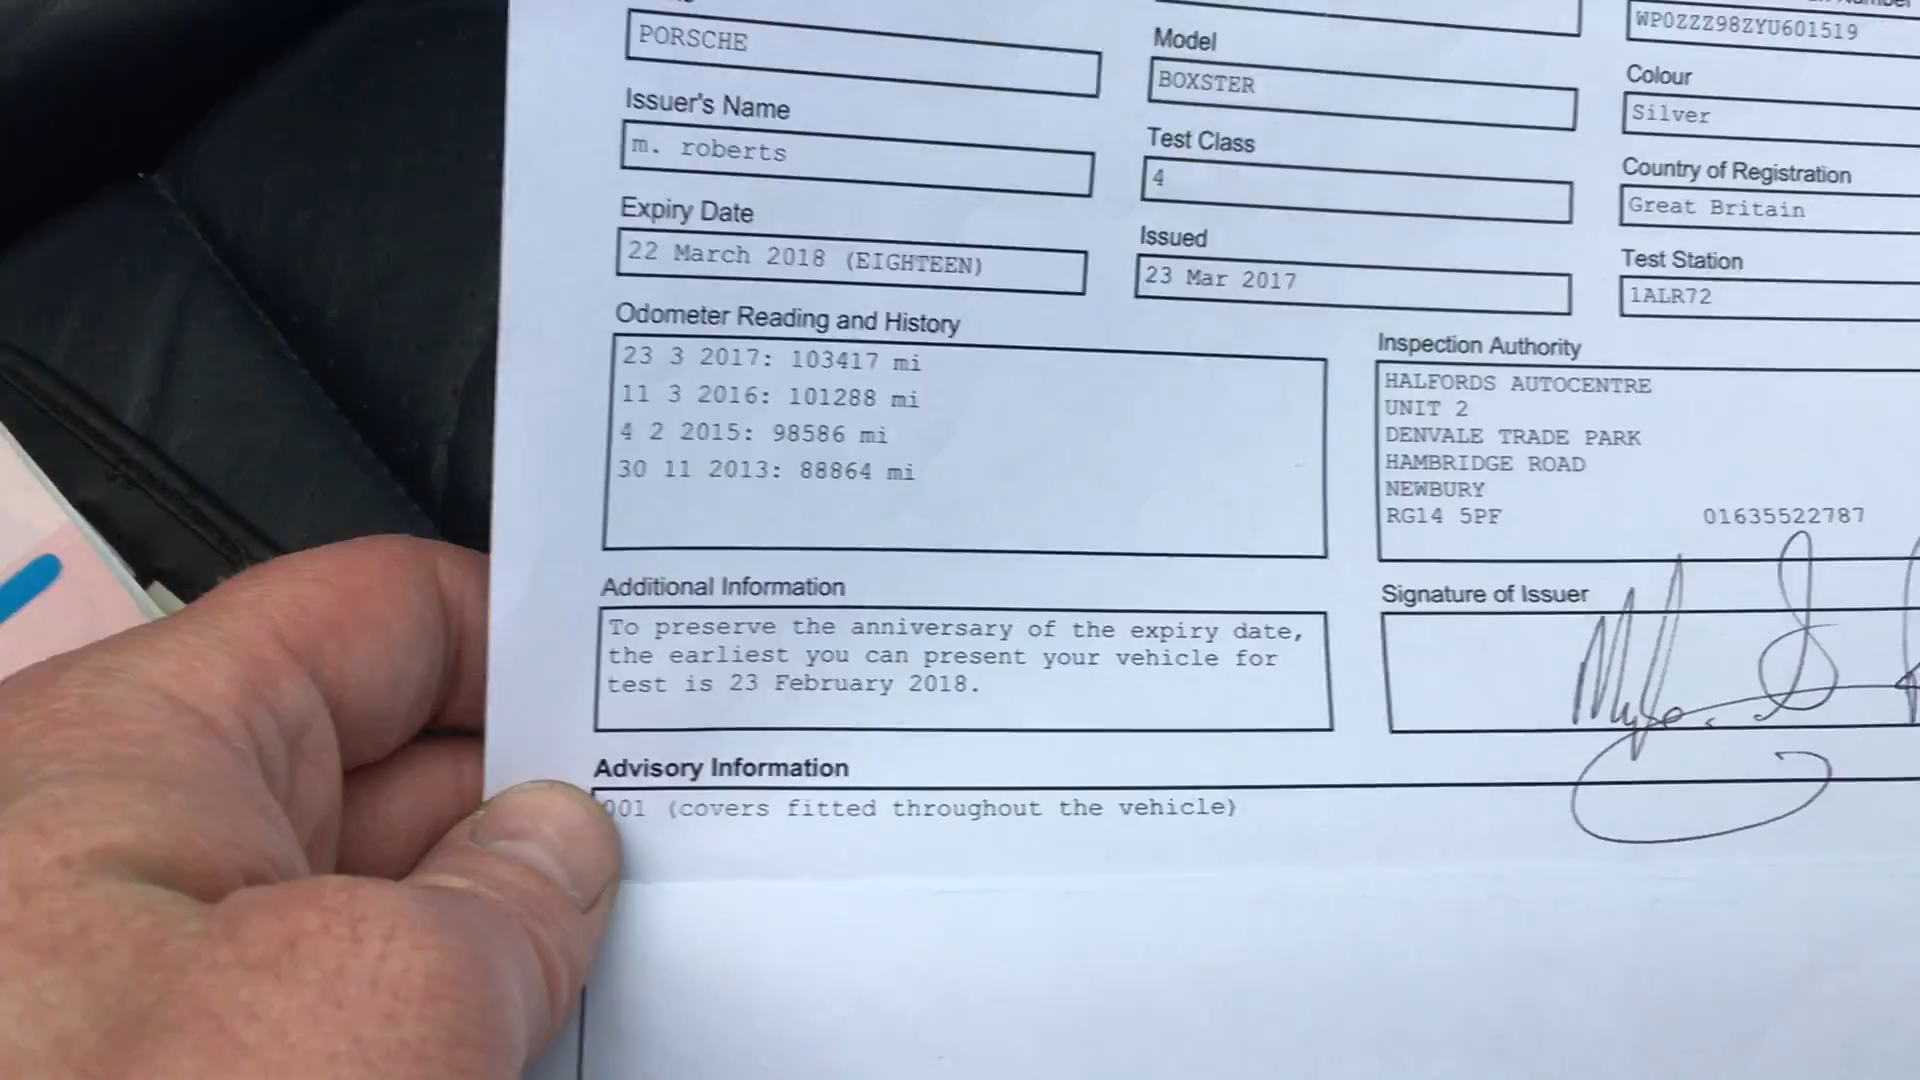 WP0ZZZ98ZYU601519
PORSCHE
Model
BOXSTER
Colour
Silver
Issuer's Name
m. roberts
Test Class
4
Country of Registration
Great Britain
Expiry Date
22 March 2018 (EIGHTEEN)
Issued
23 Mar 2017
Test Station
1ALR72
Odometer Reading and History
23 3 2017: 103417 mi
11 3 2016: 101288 mi
4 2 2015: 98586 mi
30 11 2013: 88864 mi
Inspection Authority
HALFORDS AUTOCENTRE
UNIT 2
DENVALE TRADE PARK
HAMBRIDGE ROAD
NEWBURY
RG14 5PF 01635522787
Additional Information
To preserve the anniversary of the expiry date,
the earliest you can present your vehicle for
test is 23 February 2018.
Signature of Issuer
Advisory Information
001 (covers fitted throughout the vehicle)